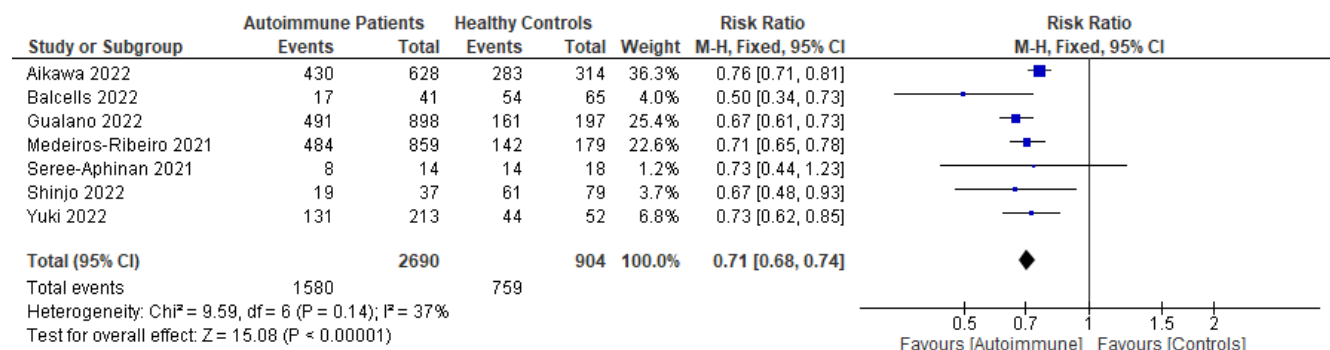 Autoimmune Patients Healthy Controls Risk Ratio Risk Ratio
Study or Subgroup Events Total Events Total Weight M-H, Fixed, 95% CI M-H, Fixed, 95% CI
Aikawa 2022 430 628 283 314 36.3% 0.76 [0.71, 0.81]
Balcells 2022 17 41 54 65 4.0% 0.50 [0.34, 0.73]
Gualano 2022 491 898 161 197 25.4% 0.67 [0.61, 0.73]
Medeiros-Ribeiro 2021 484 859 142 179 22.6% 0.71 [0.65, 0.78]
Seree-Aphinan 2021 8 14 14 18 1.2% 0.73 [0.44, 1.23]
Shinjo 2022 19 37 61 79 3.7% 0.67 [0.48, 0.93]
Yuki 2022 131 213 44 52 6.8% 0.73 [0.62, 0.85]
Total (95% CI) 2690 904 100.0% 0.71 [0.68, 0.74]
Total events 1580 759
Heterogeneity: Chi² = 9.59, df = 6 (P = 0.14); I² = 37%
Test for overall effect: Z = 15.08 (P < 0.00001)
0.5 0.7 1 1.5 2
Favours [Autoimmune] Favours [Controls]